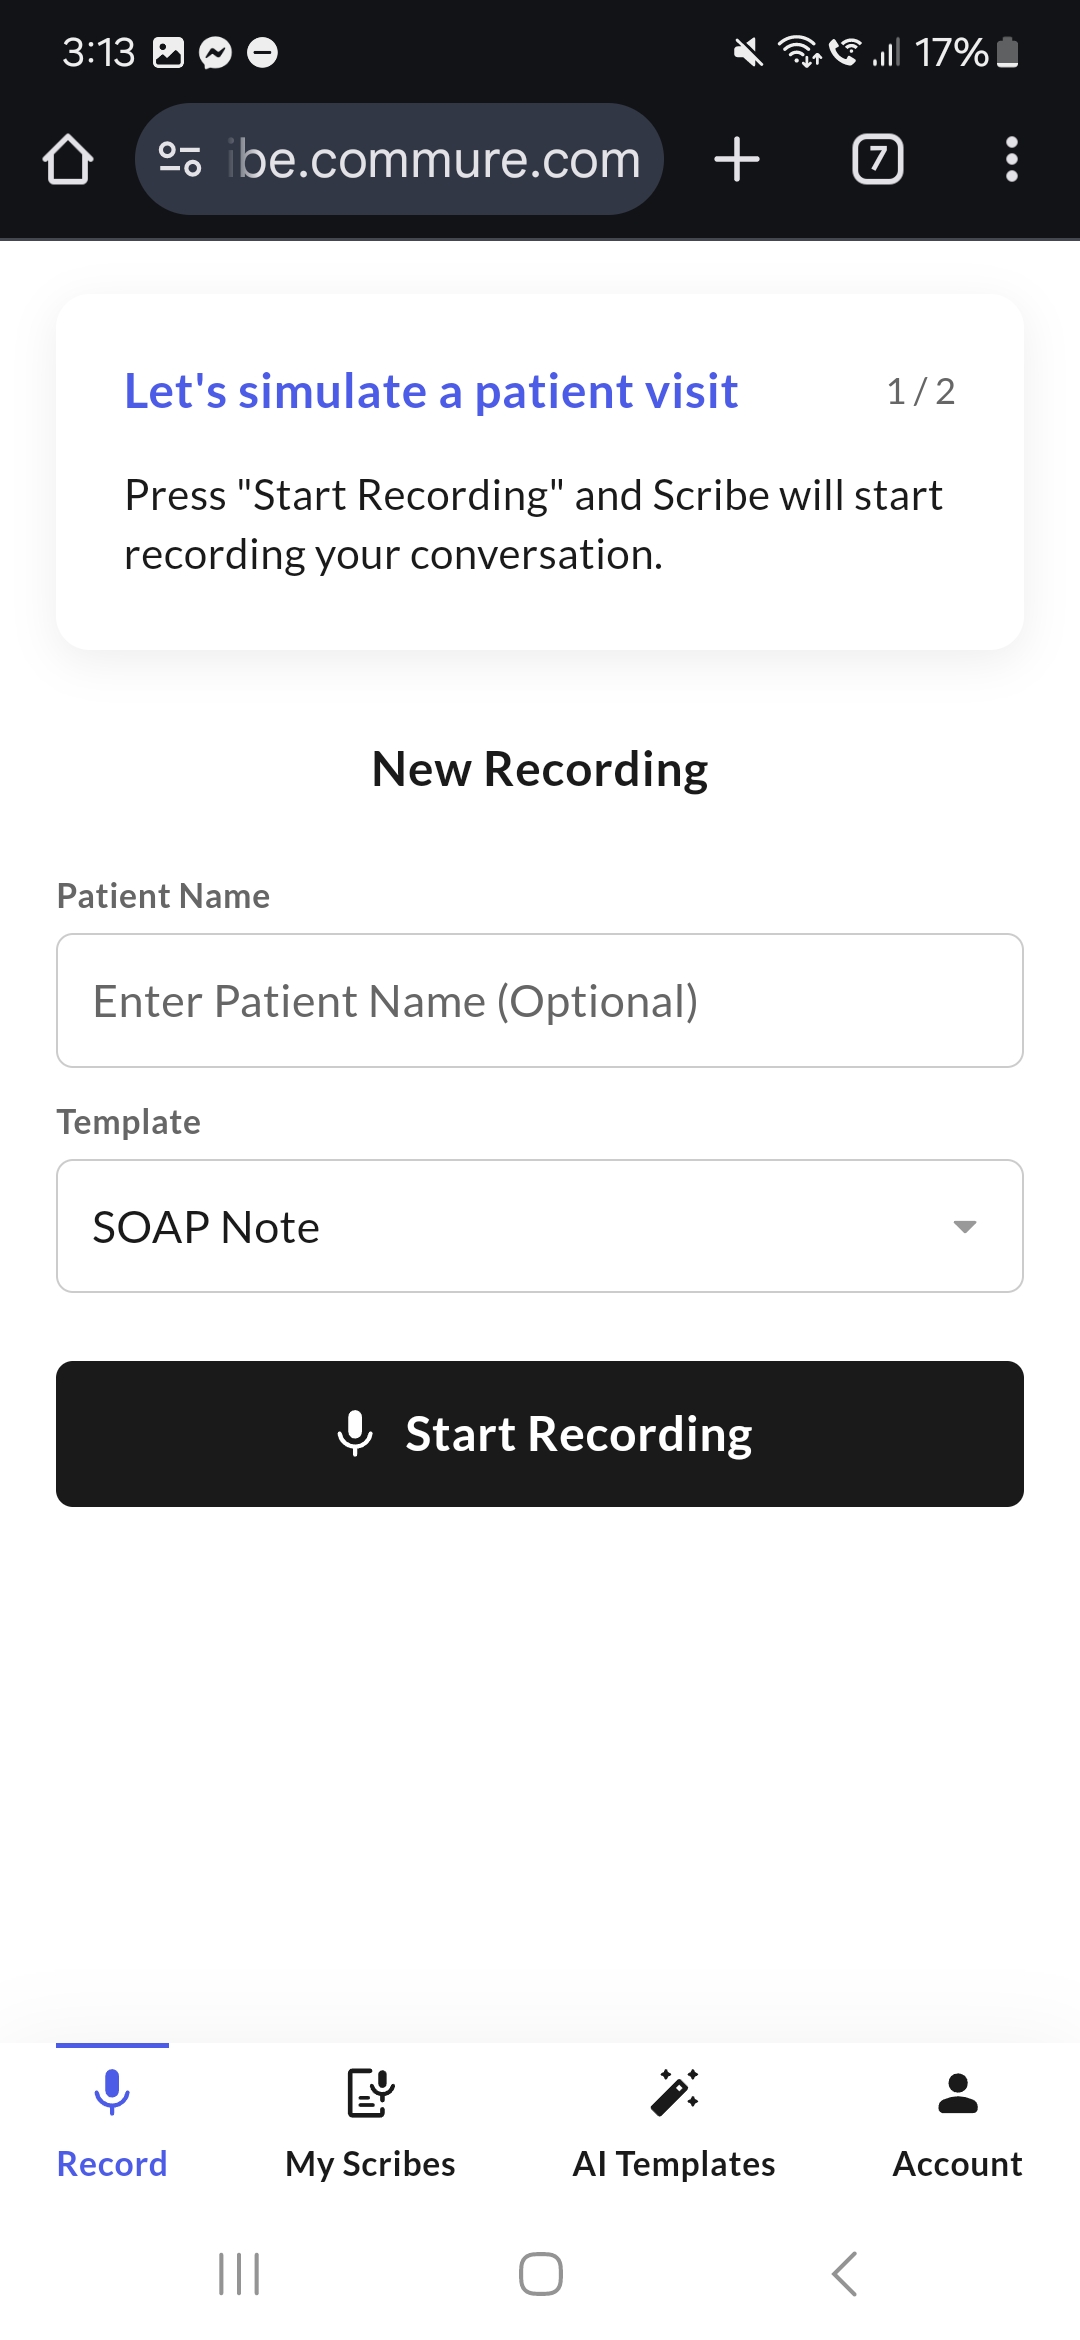 3:13
17%
ibe.commure.com
7
Let's simulate a patient visit
1 / 2
Press "Start Recording" and Scribe will start
recording your conversation.
New Recording
Patient Name
Enter Patient Name (Optional)
Template
SOAP Note
Start Recording
Record
My Scribes
AI Templates
Account